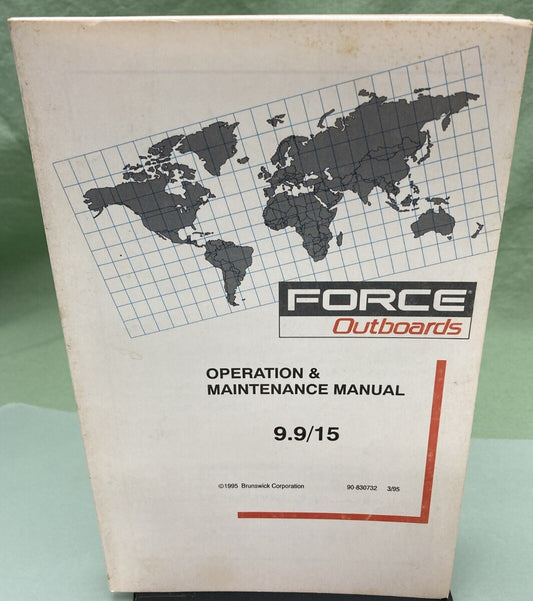 FORCE
Outboards
OPERATION &
MAINTENANCE MANUAL
9.9/15
©1995 Brunswick Corporation 90-830732 3/95